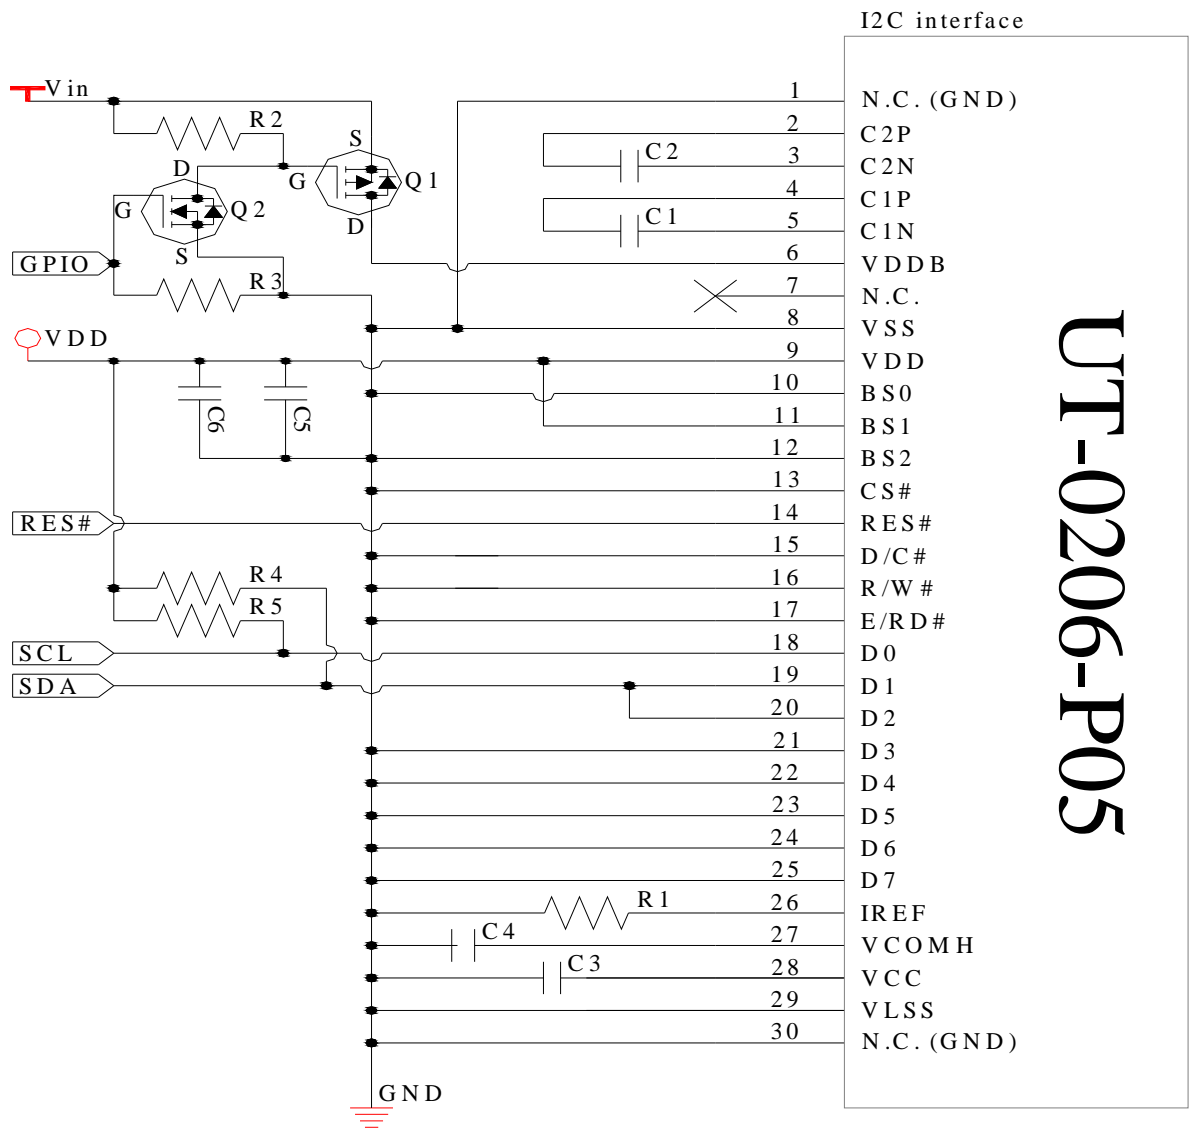 I2C interface
Vin
R2
S
G
Q1
D
D
G
Q2
S
GPIO
R3
VDD
C6
C5
RES#
R4
R5
SCL
SDA
C2
C1
R1
C4
C3
GND
1 N.C.(GND)
2 C2P
3 C2N
4 C1P
5 C1N
6 VDDB
7 N.C.
8 VSS
9 VDD
10 BS0
11 BS1
12 BS2
13 CS#
14 RES#
15 D/C#
16 R/W#
17 E/RD#
18 D0
19 D1
20 D2
21 D3
22 D4
23 D5
24 D6
25 D7
26 IREF
27 VCOMH
28 VCC
29 VLSS
30 N.C.(GND)
UT-0206-P05